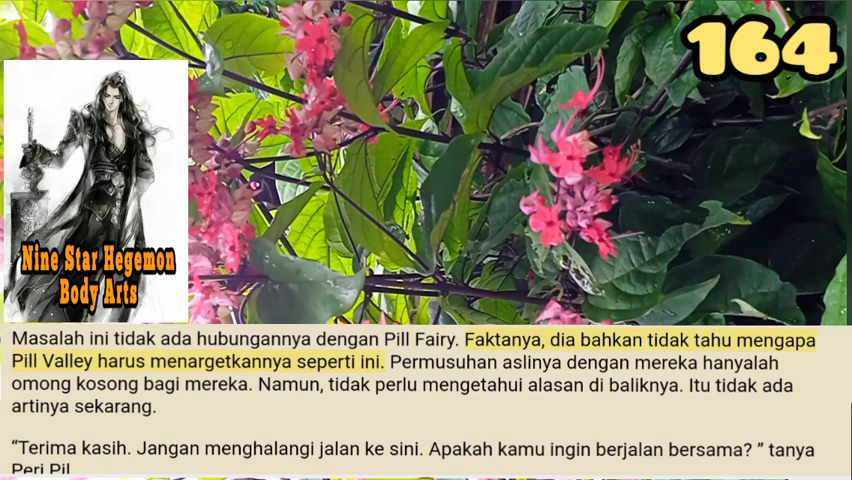 164
Nine Star Hegemon
Body Arts
Masalah ini tidak ada hubungannya dengan Pill Fairy. Faktanya, dia bahkan tidak tahu mengapa
Pill Valley harus menargetkannya seperti ini. Permusuhan aslinya dengan mereka hanyalah
omong kosong bagi mereka. Namun, tidak perlu mengetahui alasan di baliknya. Itu tidak ada
artinya sekarang.
“Terima kasih. Jangan menghalangi jalan ke sini. Apakah kamu ingin berjalan bersama? ” tanya
Peri Pil